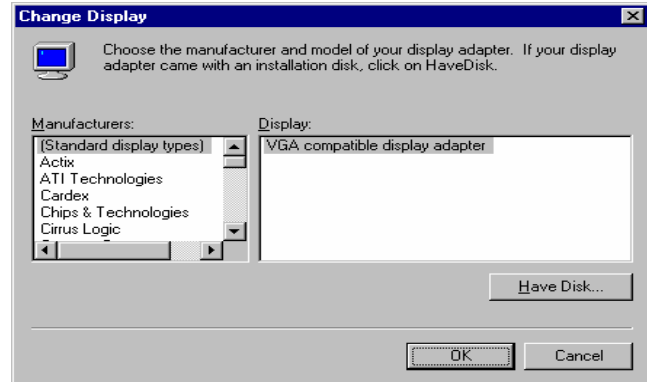 Change Display
Choose the manufacturer and model of your display adapter. If your display
adapter came with an installation disk, click on HaveDisk.
Manufacturers:
(Standard display types)
Actix
ATI Technologies
Cardex
Chips & Technologies
Cirrus Logic
Display:
VGA compatible display adapter
Have Disk...
OK
Cancel